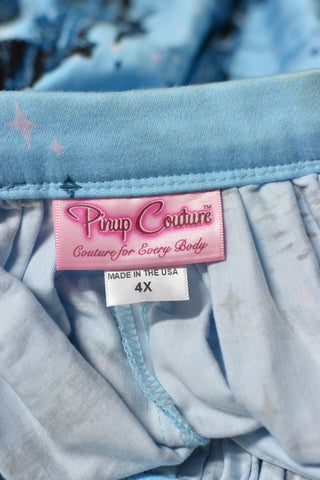 Pinup Couture™
Couture for Every Body
MADE IN THE USA
4X